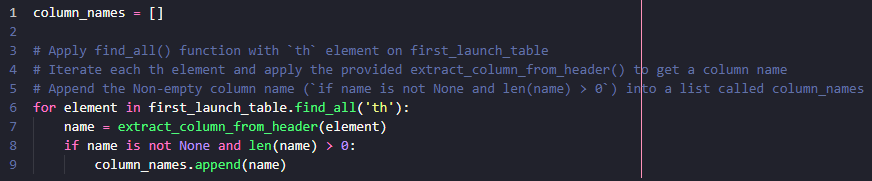 1 column_names = []
2
3 # Apply find_all() function with `th` element on first_launch_table
4 # Iterate each th element and apply the provided extract_column_from_header() to get a column name
5 # Append the Non-empty column name (`if name is not None and len(name) > 0`) into a list called column_names
6 for element in first_launch_table.find_all('th'):
7     name = extract_column_from_header(element)
8     if name is not None and len(name) > 0:
9         column_names.append(name)